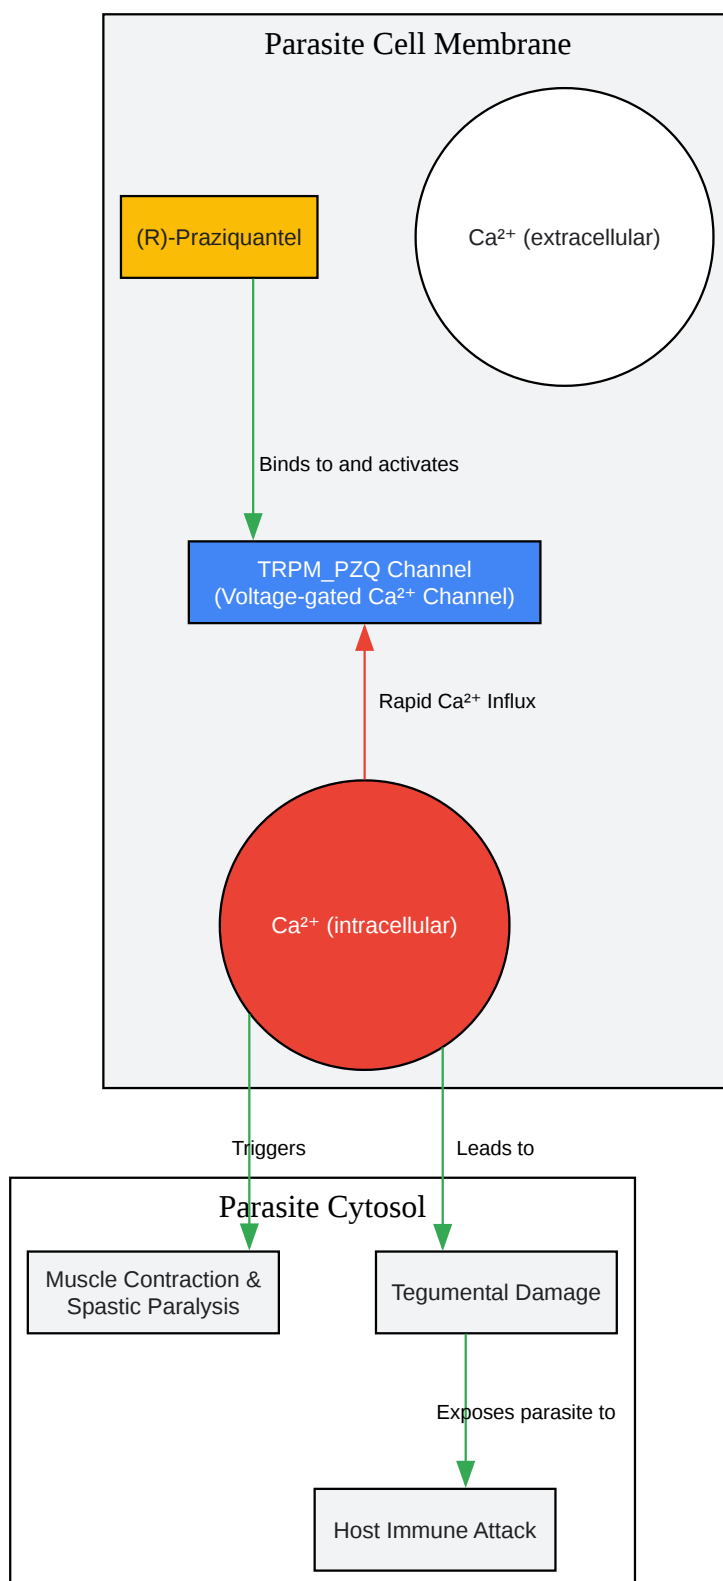 Parasite Cell Membrane
(R)-Praziquantel
Ca²⁺ (extracellular)
Binds to and activates
TRPM_PZQ Channel
(Voltage-gated Ca²⁺ Channel)
Rapid Ca²⁺ Influx
Ca²⁺ (intracellular)
Triggers
Leads to
Parasite Cytosol
Muscle Contraction &
Spastic Paralysis
Tegumental Damage
Exposes parasite to
Host Immune Attack